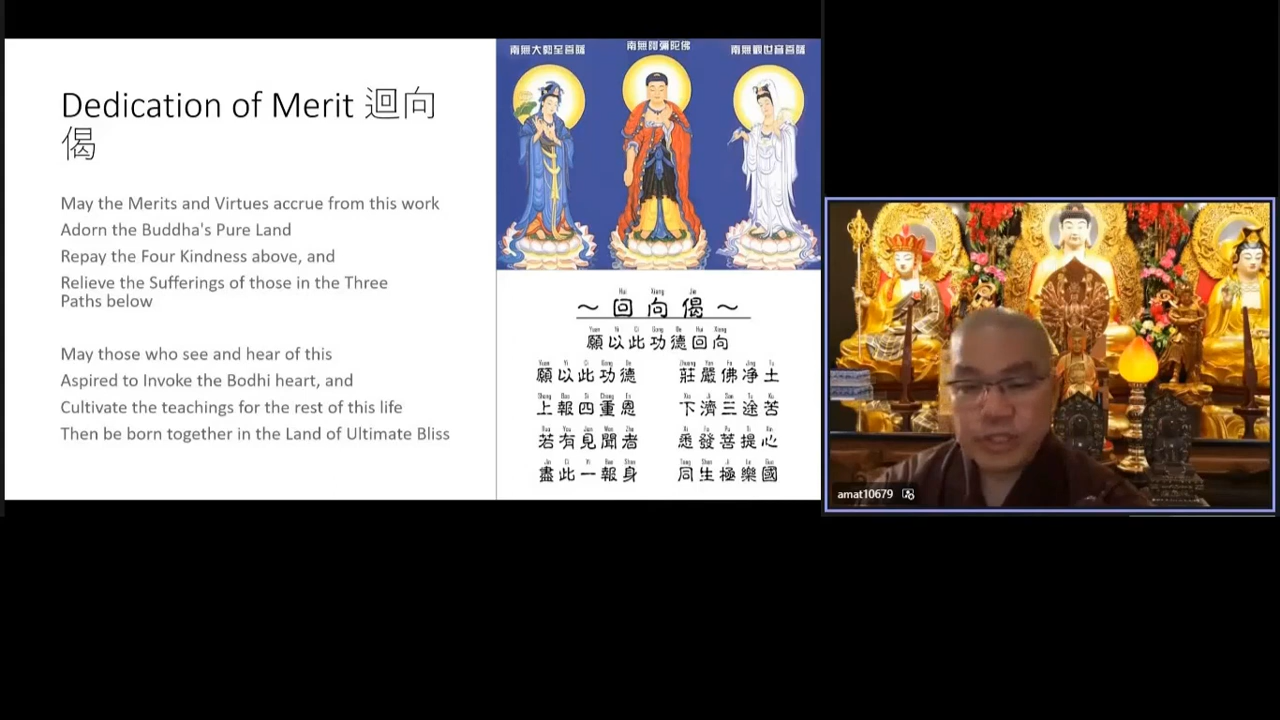 Dedication of Merit 迴向
偈
May the Merits and Virtues accrue from this work
Adorn the Buddha's Pure Land
Repay the Four Kindness above, and
Relieve the Sufferings of those in the Three
Paths below
May those who see and hear of this
Aspired to Invoke the Bodhi heart, and
Cultivate the teachings for the rest of this life
Then be born together in the Land of Ultimate Bliss
南無大勢至菩薩
南無阿彌陀佛
南無觀世音菩薩
Hui Xiang Jie
～回向偈～
願以此功德回向
願以此功德 莊嚴佛净土
上報四重恩 下濟三途苦
若有見聞者 悉發菩提心
盡此一報身 同生極樂國
amat10679